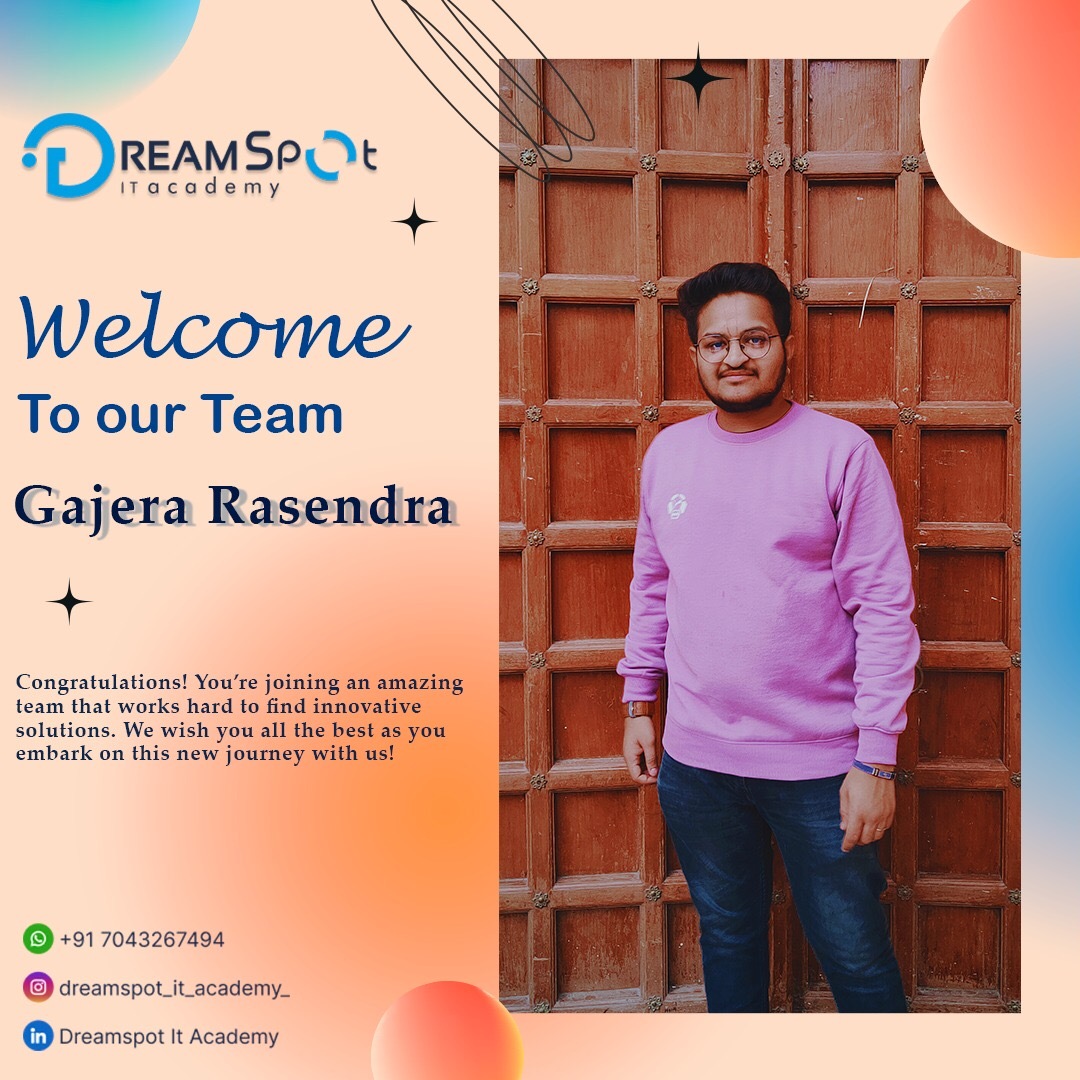 DREAMSPOt
IT academy
Welcome
To our Team
Gajera Rasendra
Congratulations! You’re joining an amazing
team that works hard to find innovative
solutions. We wish you all the best as you
embark on this new journey with us!
+91 7043267494
dreamspot_it_academy_
Dreamspot It Academy